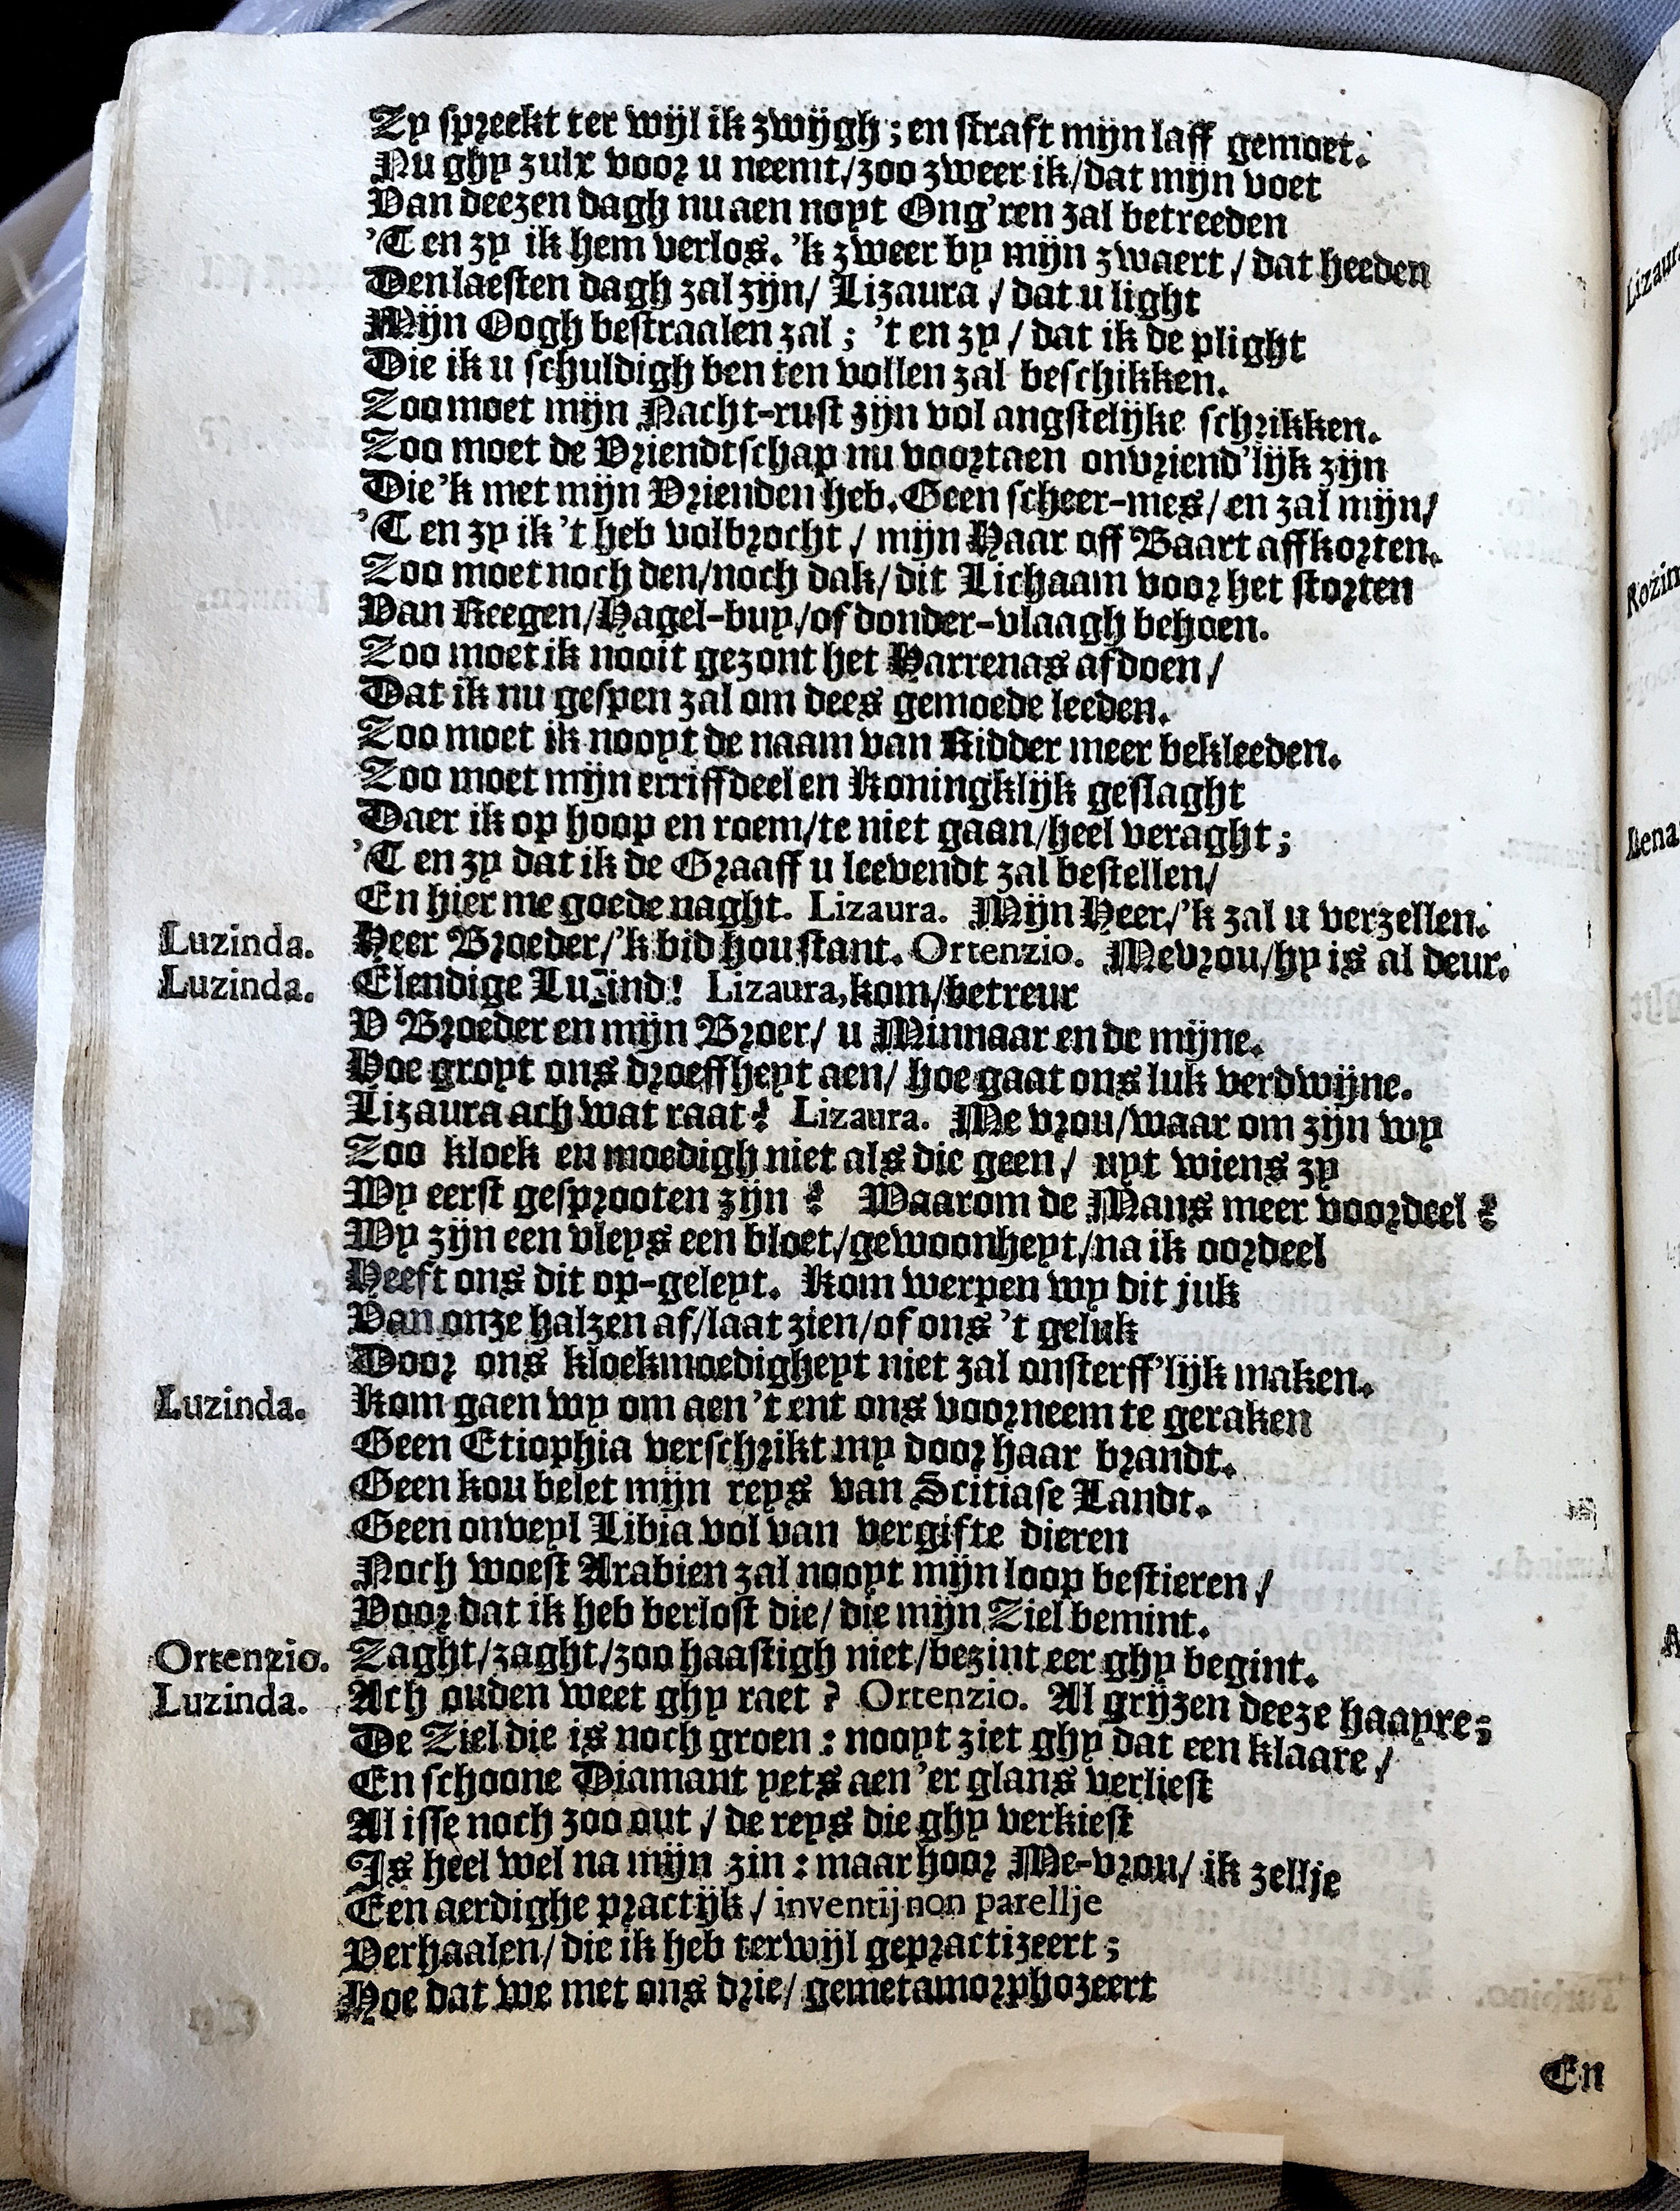 Zy spreekt ter wijl ik zwijgh; en straft mijn laff gemoet.
Nu ghy zulx voor u neemt/zoo zweer ik/dat mijn voet
Van deezen dagh nu aen noyt Ong'ren zal betreeden
'T en zy ik hem verlos. 'k zweer by mijn zwaert/dat heeden
Den laesten dagh zal zijn/ Lizaura/dat u light
Mijn Oogh bestraalen zal; 't en zy/dat ik de plight
Die ik u schuldigh ben ten vollen zal beschikken.
Zoo moet mijn Nacht-rust zijn vol angstelijke schrikken.
Zoo moet de Vriendtschap nu voortaen onvriend'lijk zijn
Die 'k met mijn Vrienden heb. Geen scheer-mes/en zal mijn/
'T en zy ik 't heb volbrocht/mijn Haar off Baart affkorten.
Zoo moet noch den/noch dak/dit Lichaam voor het storten
Van Reegen/Hagel-buy/of donder-vlaagh behoen.
Zoo moet ik nooit gezont het Harrenas afdoen/
Dat ik nu gespen zal om dees gemoede leeden.
Zoo moet ik nooyt de naam van Ridder meer bekleeden.
Zoo moet mijn erriffdeel en Koningklijk geslaght
Daer ik op hoop en roem/te niet gaan/heel veraght;
'T en zy dat ik de Graaff u leevendt zal bestellen/
En hier me goede naght. Lizaura. Mijn Heer/'k zal u verzellen.
Luzinda. Heer Broeder/'k bid hou stant. Ortenzio. Mevrou/hy is al deur.
Luzinda. Elendige Luzind! Lizaura, kom/betreur
U Broeder en mijn Broer/ u Minnaar en de mijne.
Hoe groyt ons droeffheyt aen/ hoe gaat ons luk verdwijne.
Lizaura ach wat raat? Lizaura. Me vrou/waar om zijn wy
Zoo kloek en moedigh niet als die geen/ uyt wiens zy
Wy eerst gesprooten zijn? Waarom de Mans meer voordeel?
Wy zijn een vleys een bloet/gewoonheyt/na ik oordeel
Heeft ons dit op-geleyt. Kom werpen wy dit juk
Van onze halzen af/laat zien/of ons 't geluk
Door ons kloekmoedigheyt niet zal onsterff'lijk maken.
Luzinda. Kom gaen wy om aen 't ent ons voorneem te geraken
Geen Etiophia verschrikt my door haar brandt.
Geen kou belet mijn reys van Scitiase Landt.
Geen onveyl Libia vol van vergifte dieren
Noch woest Arabien zal nooyt mijn loop bestieren/
Voor dat ik heb verlost die/ die mijn Ziel bemint.
Ortenzio. Zaght/zaght/zoo haastigh niet/bezint eer ghy begint.
Luzinda. Ach ouden weet ghy raet? Ortenzio. Al grijzen deeze haayre;
De Ziel die is noch groen: nooyt ziet ghy dat een klaare/
En schoone Diamant yets aen 'er glans verliest
Al isse noch zoo out/de reys die ghy verkiest
Is heel wel na mijn zin: maar hoor Me-vrou/ ik zellje
Een aerdighe practijk/ inventij non parellje
Verhaalen/die ik heb terwijl gepractizeert;
Hoe dat we met ons drie/ gemetamorphozeert
En